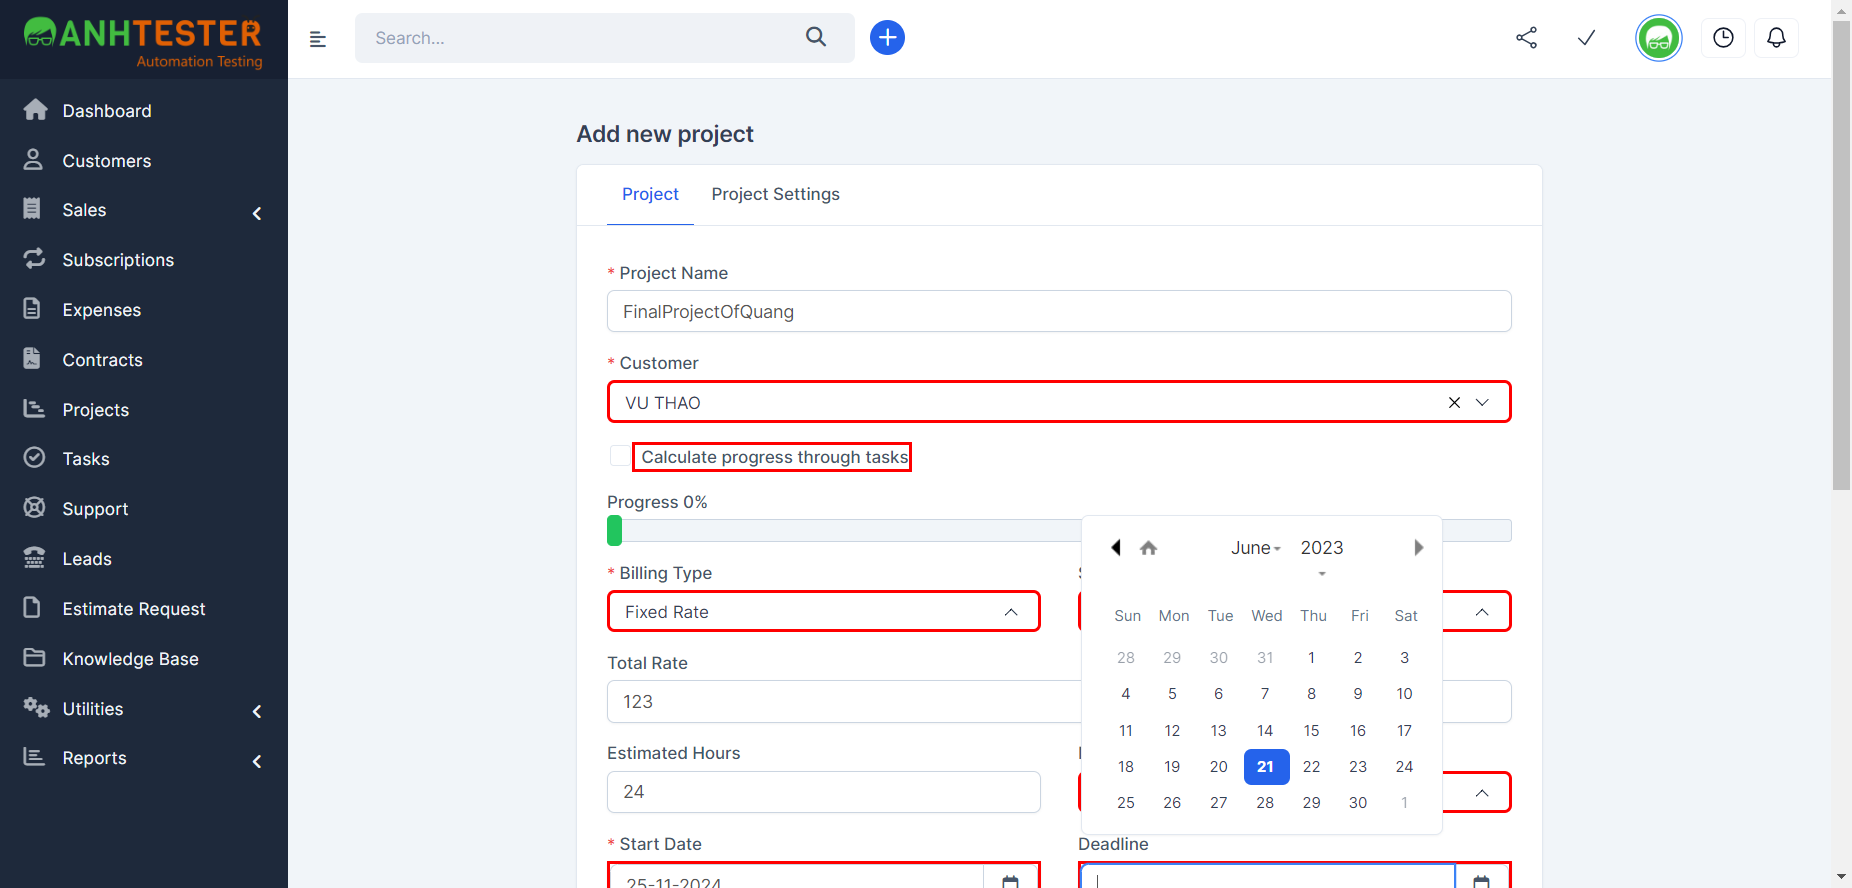 ANHTESTER
Automation Testing
Search...
Dashboard
Customers
Sales
Subscriptions
Expenses
Contracts
Projects
Tasks
Support
Leads
Estimate Request
Knowledge Base
Utilities
Reports
Add new project
Project Project Settings
* Project Name
FinalProjectOfQuang
* Customer
VU THAO
Calculate progress through tasks
Progress 0%
* Billing Type
Fixed Rate
Total Rate
123
Estimated Hours
24
* Start Date
25-11-2024
June 2023
Sun Mon Tue Wed Thu Fri Sat
28 29 30 31 1 2 3
4 5 6 7 8 9 10
11 12 13 14 15 16 17
18 19 20 21 22 23 24
25 26 27 28 29 30 1
Deadline